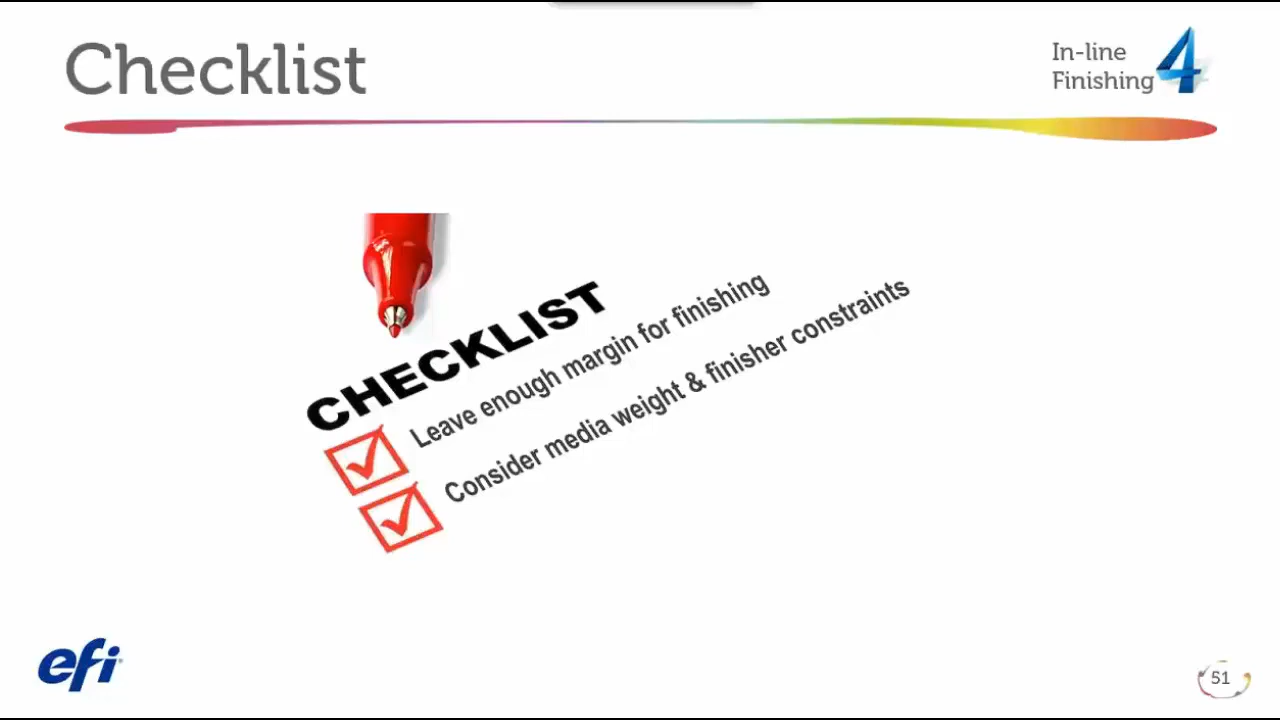 Checklist
In-line
Finishing
4
CHECKLIST
Leave enough margin for finishing
Consider media weight & finisher constraints
efi
51